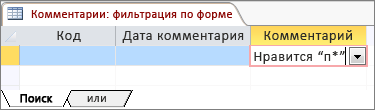 Комментарии: фильтрация по форме
Код Дата комментария Комментарий
Нравится “п*”
Поиск или